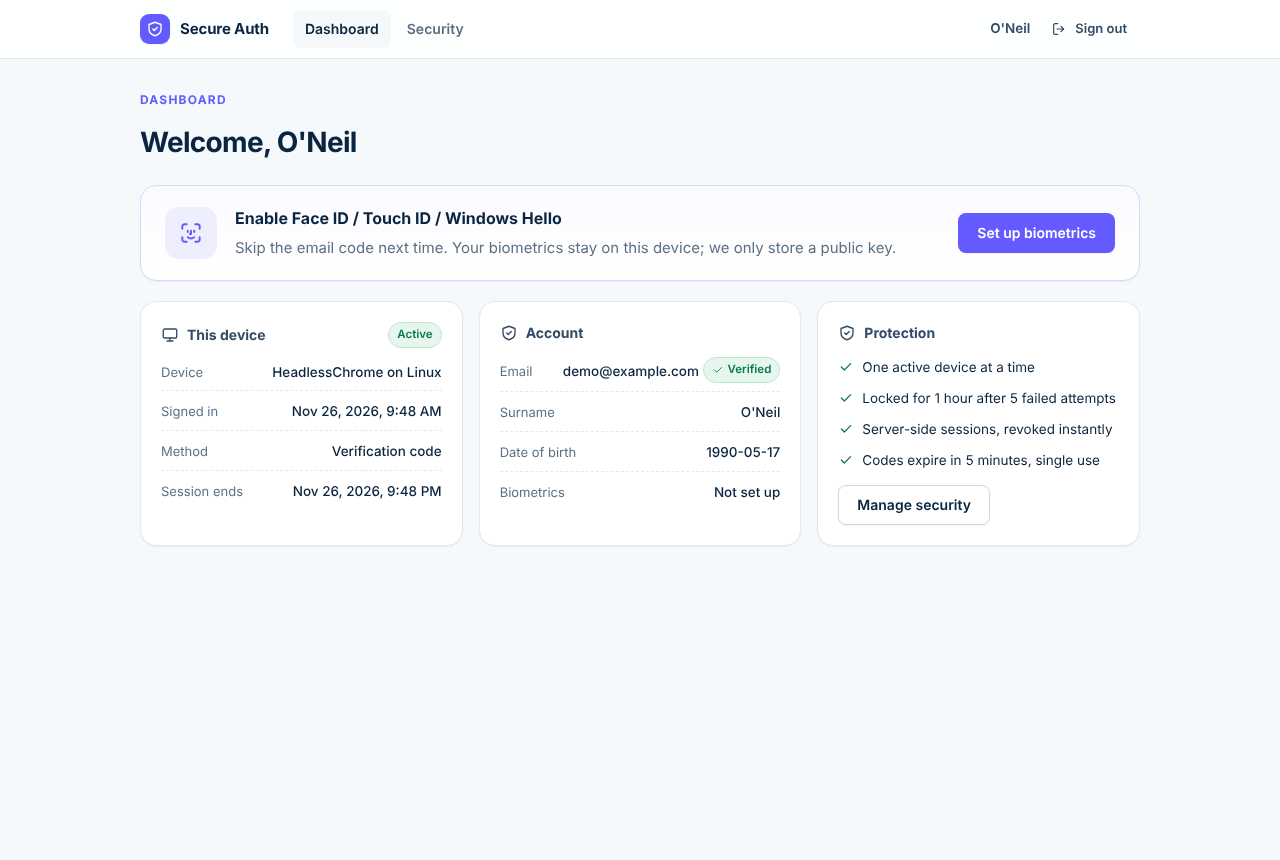 Secure Auth
Dashboard
Security
O'Neil
Sign out
DASHBOARD
Welcome, O'Neil
Enable Face ID / Touch ID / Windows Hello
Skip the email code next time. Your biometrics stay on this device; we only store a public key.
Set up biometrics
This device
Active
Device HeadlessChrome on Linux
Signed in Nov 26, 2026, 9:48 AM
Method Verification code
Session ends Nov 26, 2026, 9:48 PM
Account
Email demo@example.com Verified
Surname O'Neil
Date of birth 1990-05-17
Biometrics Not set up
Protection
One active device at a time
Locked for 1 hour after 5 failed attempts
Server-side sessions, revoked instantly
Codes expire in 5 minutes, single use
Manage security